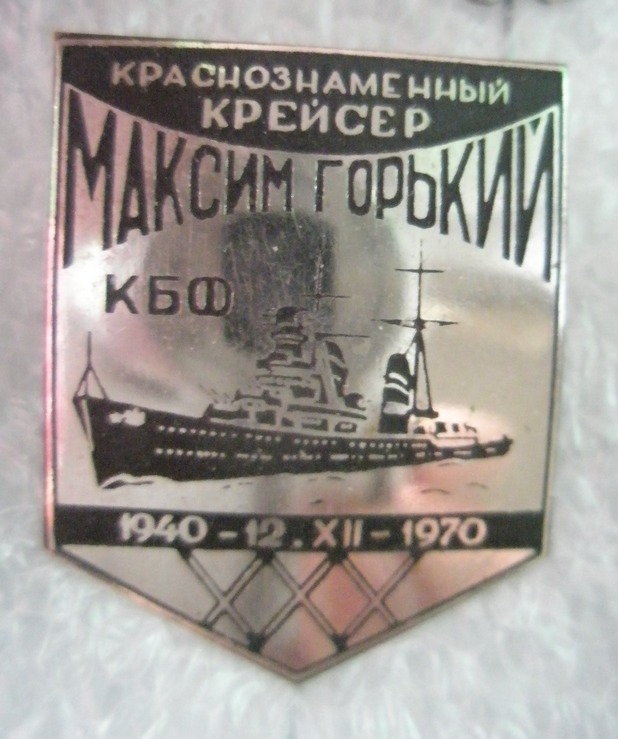 КРАСНОЗНАМЕННЫЙ
КРЕЙСЕР
МАКСИМ ГОРЬКИЙ
КБФ
1940 - 12. XII - 1970